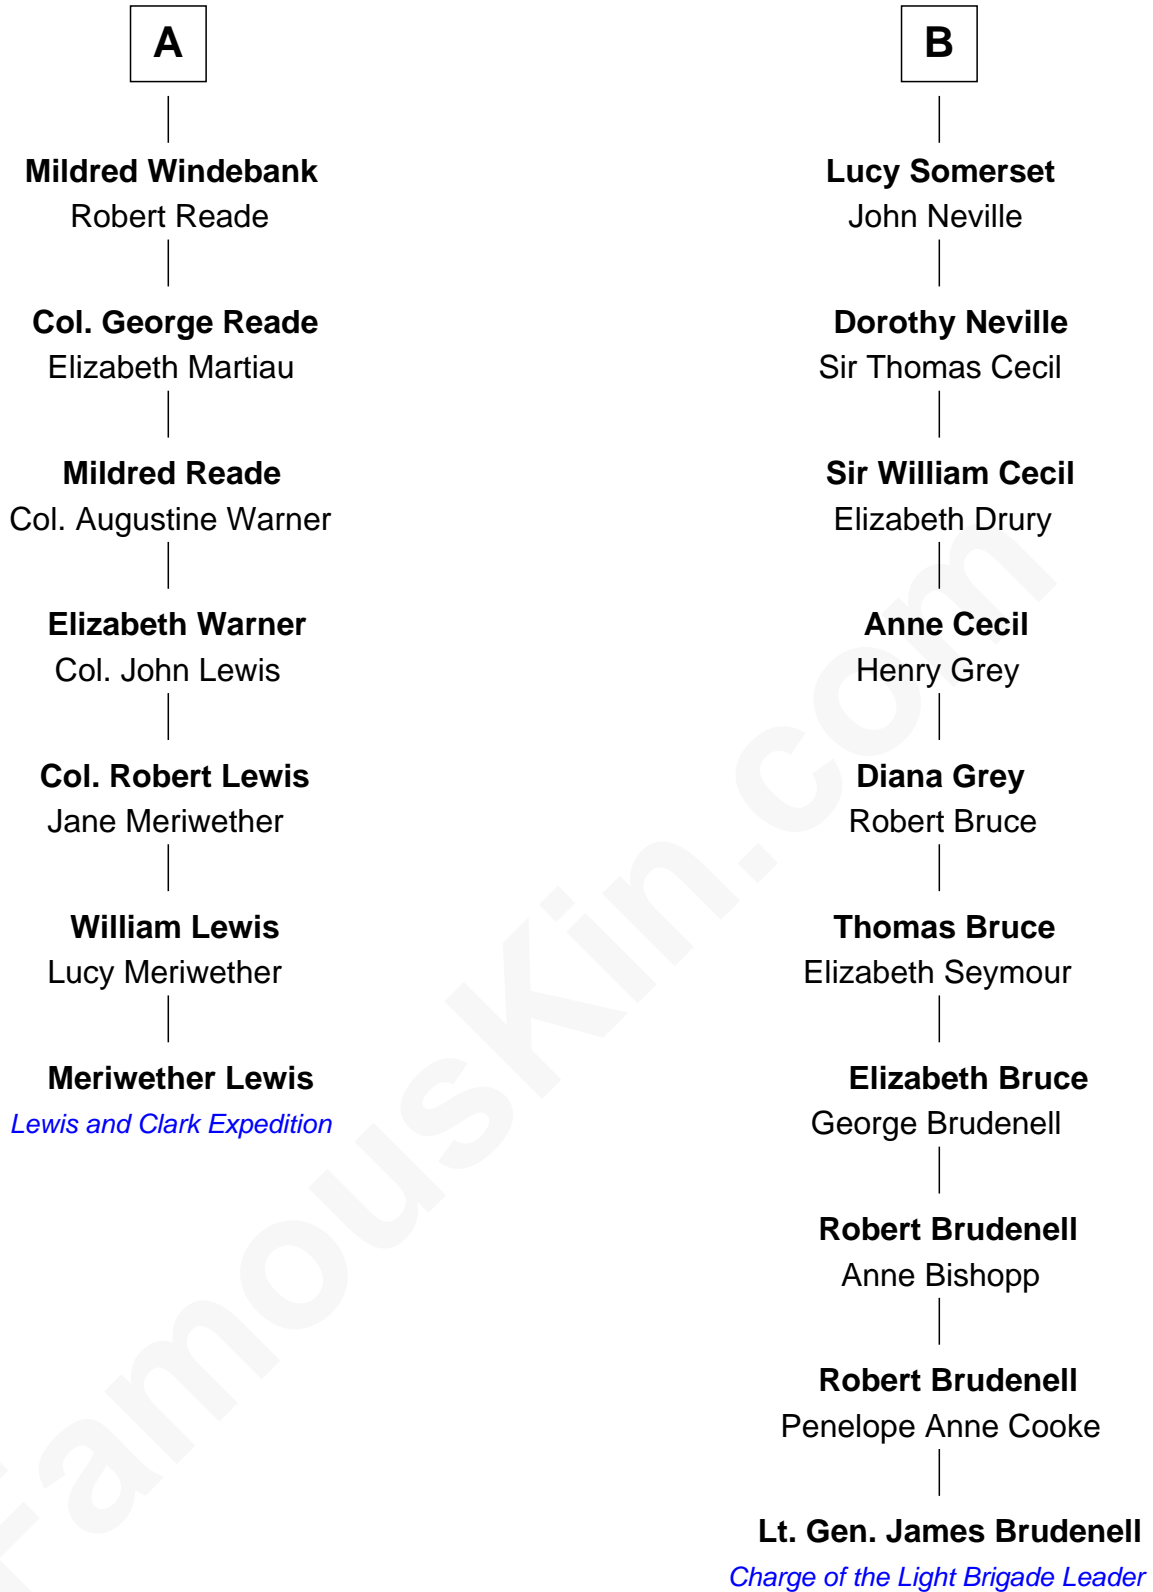 A
Mildred Windebank
Robert Reade
Col. George Reade
Elizabeth Martiau
Mildred Reade
Col. Augustine Warner
Elizabeth Warner
Col. John Lewis
Col. Robert Lewis
Jane Meriwether
William Lewis
Lucy Meriwether
Meriwether Lewis
Lewis and Clark Expedition
B
Lucy Somerset
John Neville
Dorothy Neville
Sir Thomas Cecil
Sir William Cecil
Elizabeth Drury
Anne Cecil
Henry Grey
Diana Grey
Robert Bruce
Thomas Bruce
Elizabeth Seymour
Elizabeth Bruce
George Brudenell
Robert Brudenell
Anne Bishopp
Robert Brudenell
Penelope Anne Cooke
Lt. Gen. James Brudenell
Charge of the Light Brigade Leader
FamousKin.com